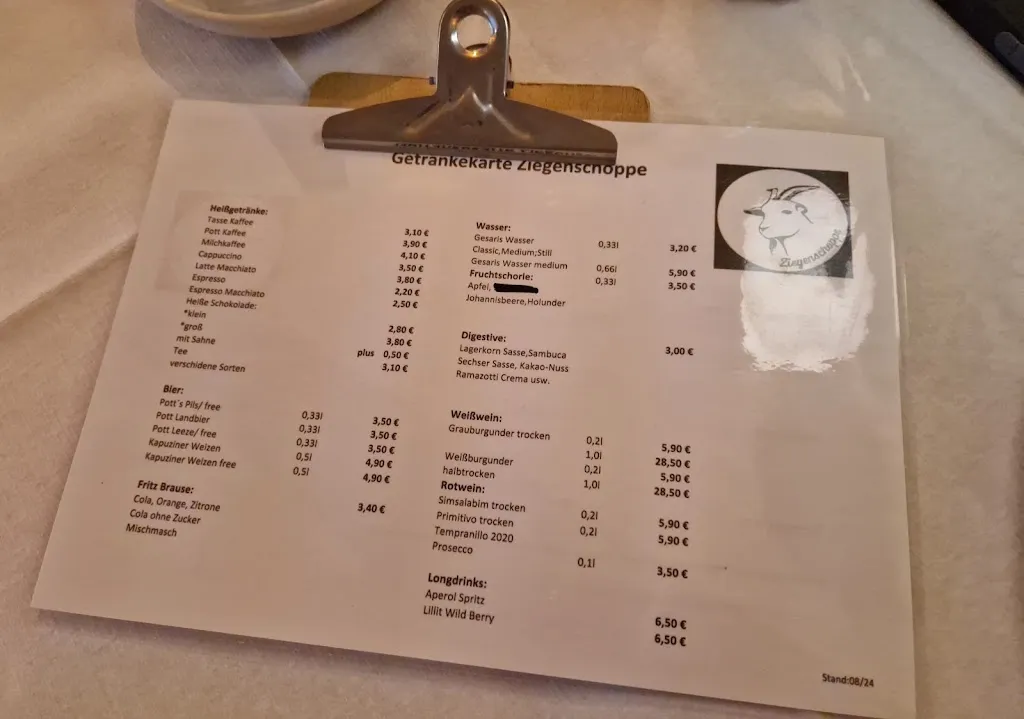 Getränkekarte Ziegenschoppe
Ziegenschoppe
Heißgetränke:
Tasse Kaffee 3,10 €
Pott Kaffee 3,90 €
Milchkaffee 4,10 €
Cappuccino 3,50 €
Latte Macchiato 3,80 €
Espresso 2,20 €
Espresso Macchiato 2,50 €
Heiße Schokolade:
*klein 2,80 €
*groß 3,80 €
mit Sahne plus 0,50 €
Tee 3,10 €
verschidene Sorten
Bier:
Pott´s Pils/ free 0,33l 3,50 €
Pott Landbier 0,33l 3,50 €
Pott Leeze/ free 0,33l 3,50 €
Kapuziner Weizen 0,5l 4,90 €
Kapuziner Weizen free 0,5l 4,90 €
Fritz Brause:
Cola, Orange, Zitrone 3,40 €
Cola ohne Zucker
Mischmasch
Wasser:
Gesaris Wasser 0,33l 3,20 €
Classic,Medium;Still
Gesaris Wasser medium 0,66l 5,90 €
Fruchtschorle: 0,33l 3,50 €
Apfel,
Johannisbeere,Holunder
Digestive:
Lagerkorn Sasse,Sambuca 3,00 €
Sechser Sasse, Kakao-Nuss
Ramazotti Crema usw.
Weißwein:
Grauburgunder trocken 0,2l 5,90 €
1,0l 28,50 €
Weißburgunder 0,2l 5,90 €
halbtrocken 1,0l 28,50 €
Rotwein:
Simsalabim trocken 0,2l 5,90 €
Primitivo trocken 0,2l 5,90 €
Tempranillo 2020
Prosecco 0,1l 3,50 €
Longdrinks:
Aperol Spritz 6,50 €
Lillit Wild Berry 6,50 €
Stand:08/24